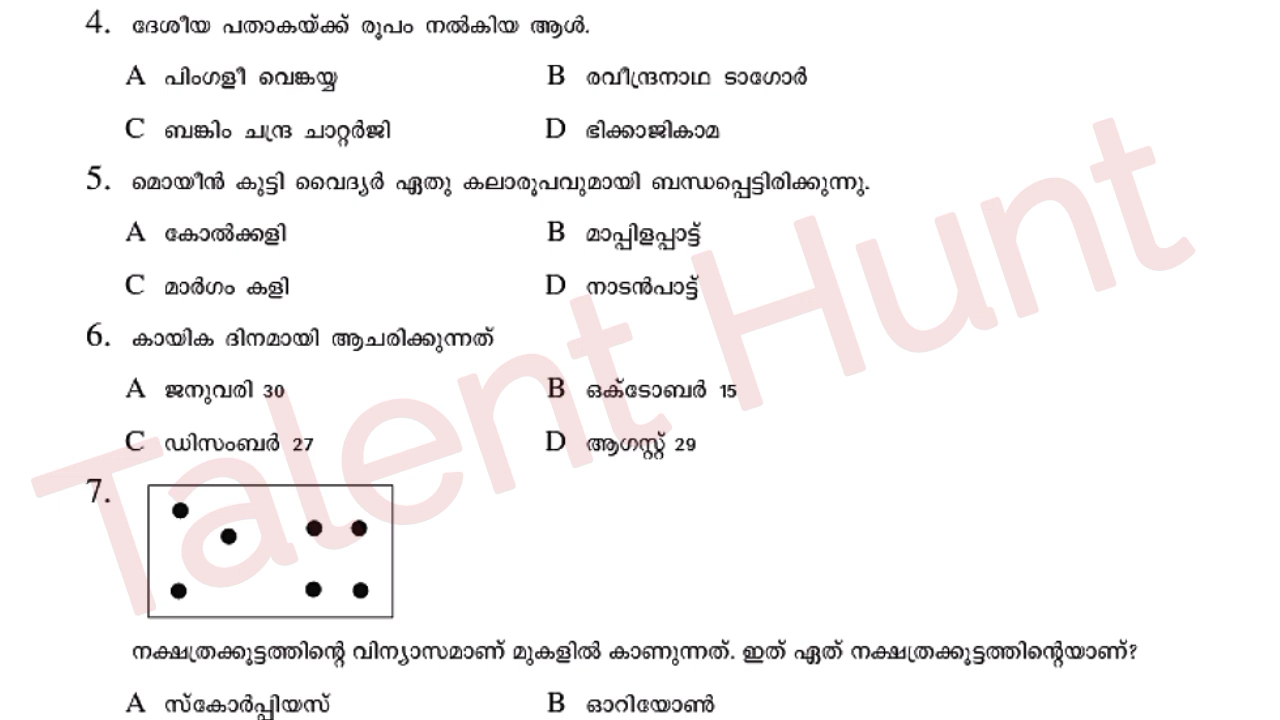 4. ദേശീയ പതാകയ്ക്ക് രൂപം നൽകിയ ആൾ.
A പിംഗളീ വെങ്കയ്യ B രവീന്ദ്രനാഥ ടാഗോർ
C ബങ്കിം ചന്ദ്ര ചാറ്റർജി D ഭിക്കാജികാമ
5. മൊയീൻ കുട്ടി വൈദ്യർ ഏതു കലാരൂപവുമായി ബന്ധപ്പെട്ടിരിക്കുന്നു.
A കോൽക്കളി B മാപ്പിളപ്പാട്ട്
C മാർഗം കളി D നാടൻപാട്ട്
6. കായിക ദിനമായി ആചരിക്കുന്നത്
A ജനുവരി 30 B ഒക്ടോബർ 15
C ഡിസംബർ 27 D ആഗസ്റ്റ് 29
7.
നക്ഷത്രക്കൂട്ടത്തിന്റെ വിന്യാസമാണ് മുകളിൽ കാണുന്നത്. ഇത് ഏത് നക്ഷത്രക്കൂട്ടത്തിന്റെയാണ്?
A സ്കോർപ്പിയസ് B ഓറിയോൺ
Talent Hunt